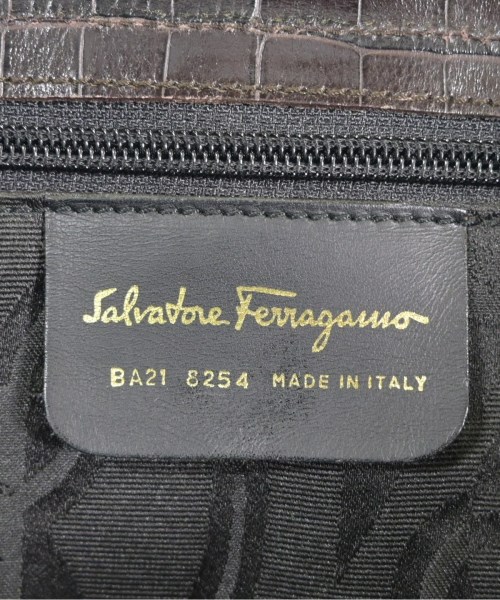 Salvatore Ferragamo
BA21 8254 MADE IN ITALY